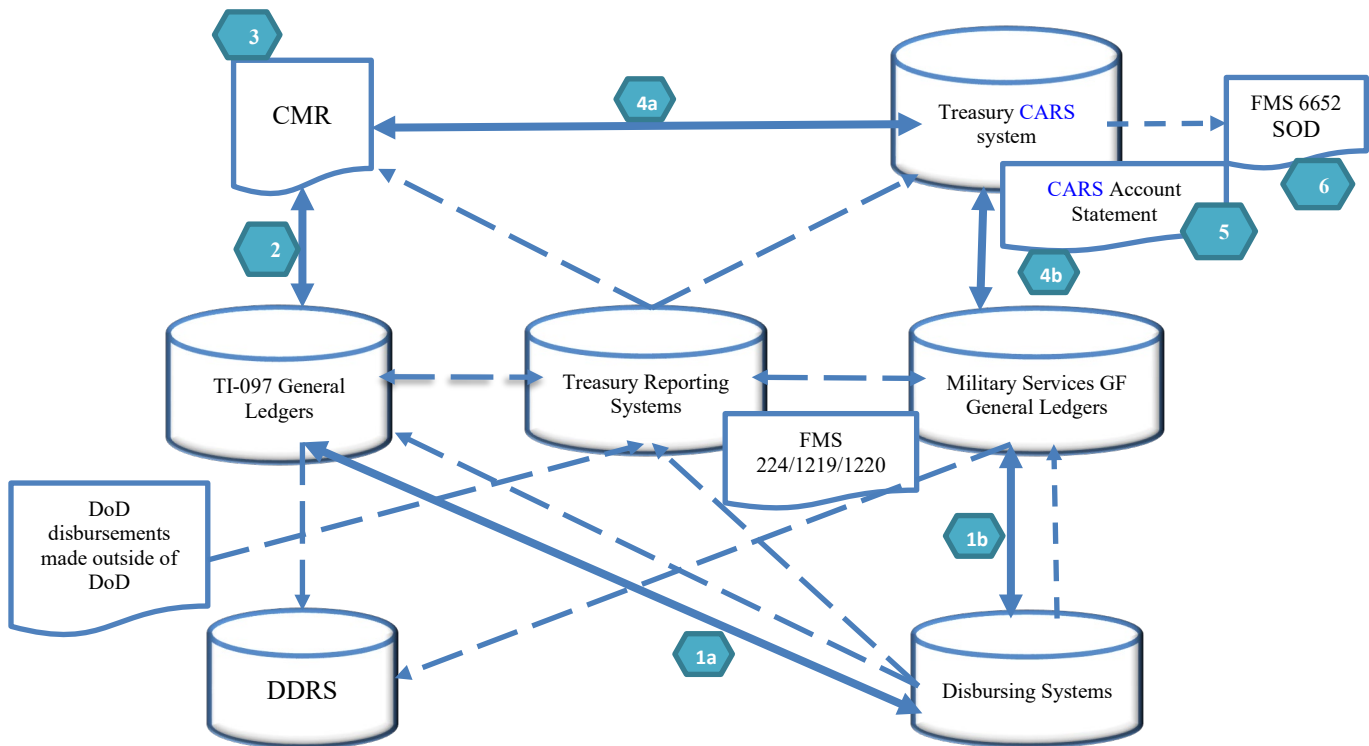 3
CMR
4a
Treasury CARS
system
FMS 6652
SOD
6
CARS Account
Statement
5
2
4b
TI-097 General
Ledgers
Treasury Reporting
Systems
Military Services GF
General Ledgers
FMS
224/1219/1220
DoD
disbursements
made outside of
DoD
1b
1a
DDRS
Disbursing Systems